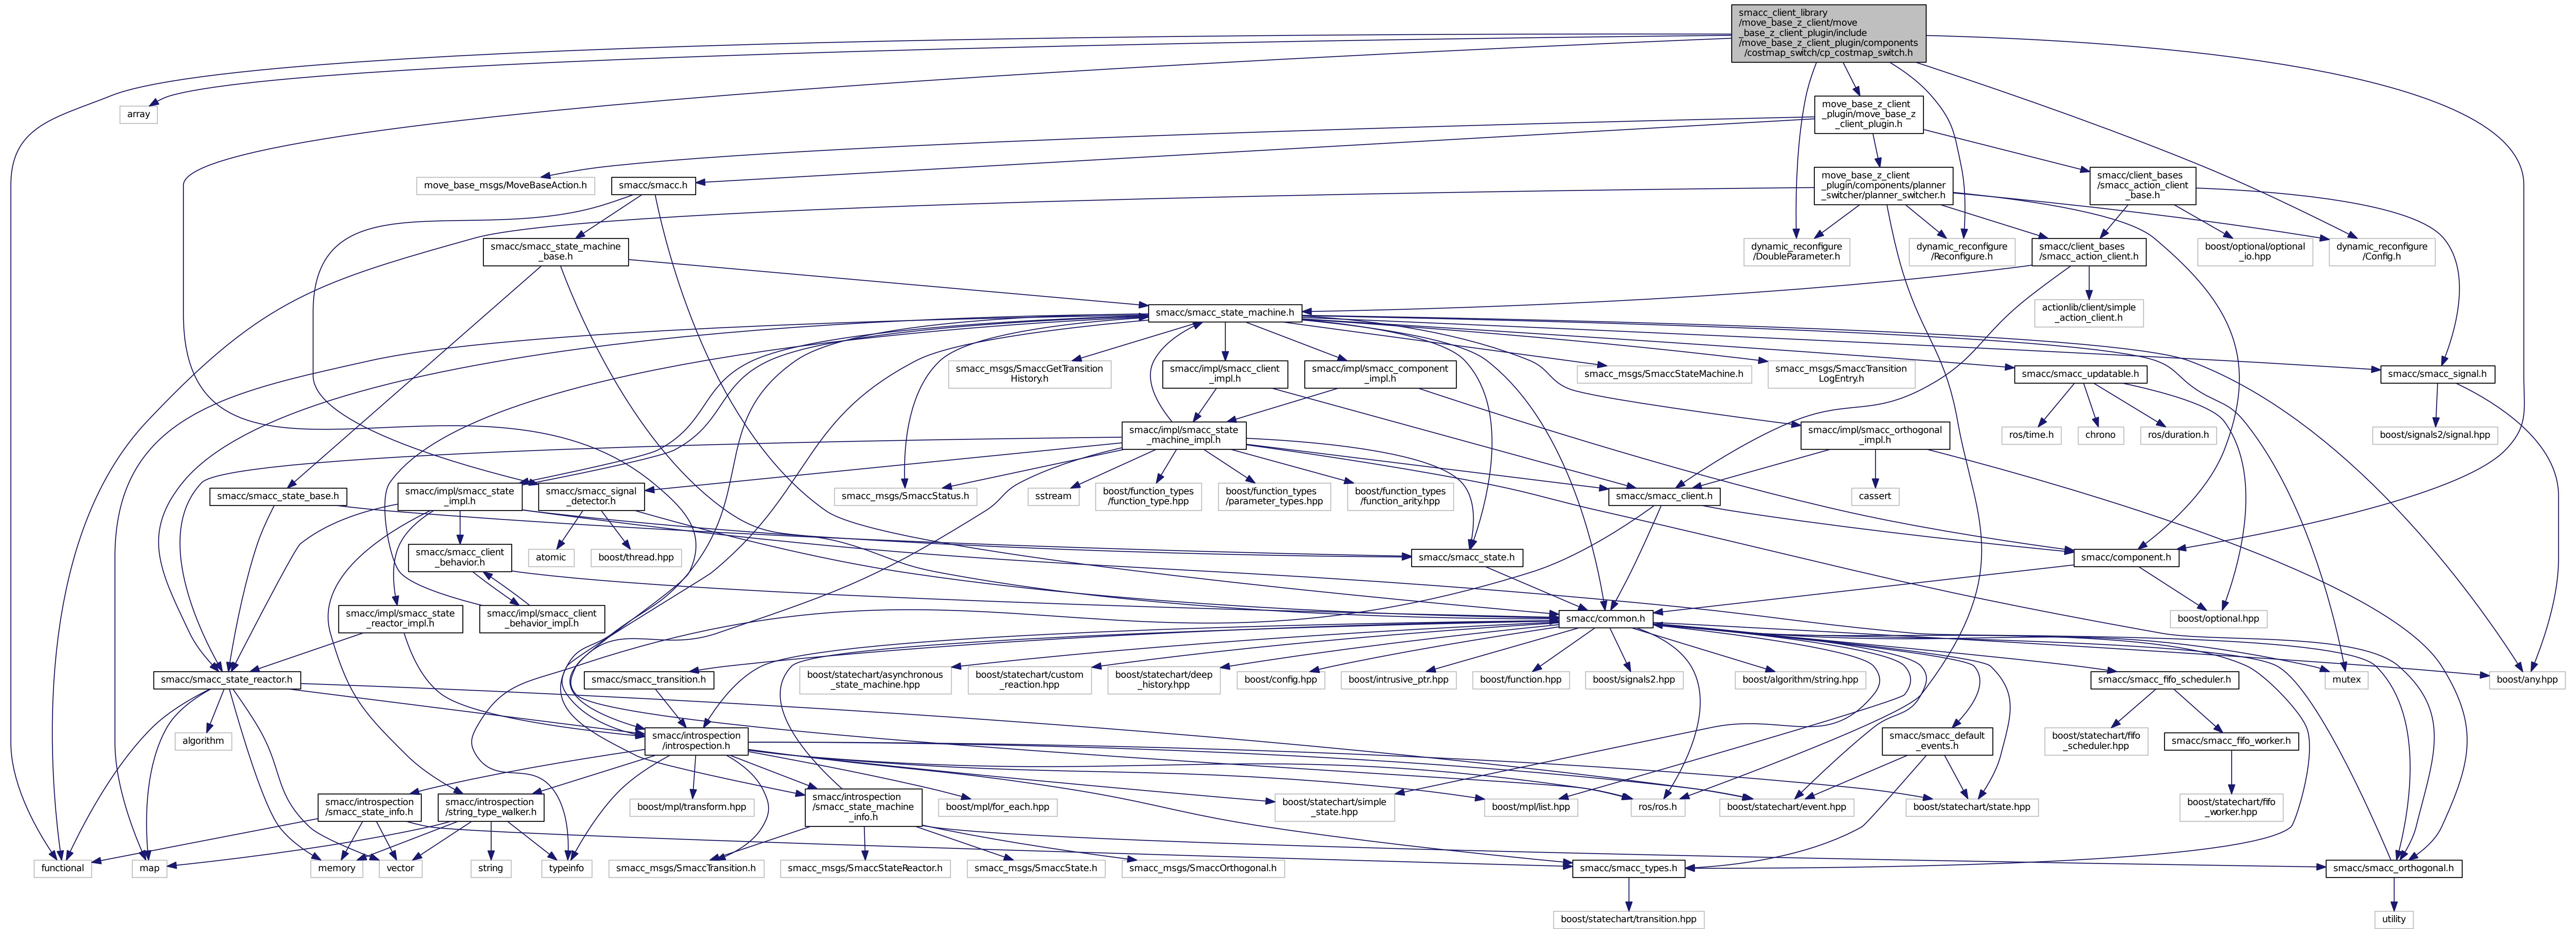 smacc_client_library
/move_base_z_client/move
_base_z_client_plugin/include
/move_base_z_client_plugin/components
/costmap_switch/cp_costmap_switch.h
array
move_base_z_client
_plugin/move_base_z
_client_plugin.h
move_base_msgs/MoveBaseAction.h
smacc/smacc.h
move_base_z_client
_plugin/components/planner
_switcher/planner_switcher.h
smacc/client_bases
/smacc_action_client
_base.h
smacc/smacc_state_machine
_base.h
dynamic_reconfigure
/DoubleParameter.h
dynamic_reconfigure
/Reconfigure.h
smacc/client_bases
/smacc_action_client.h
boost/optional/optional
_io.hpp
dynamic_reconfigure
/Config.h
smacc/smacc_state_machine.h
actionlib/client/simple
_action_client.h
smacc_msgs/SmaccGetTransition
History.h
smacc/impl/smacc_client
_impl.h
smacc/impl/smacc_component
_impl.h
smacc_msgs/SmaccStateMachine.h
smacc_msgs/SmaccTransition
LogEntry.h
smacc/smacc_updatable.h
smacc/smacc_signal.h
smacc/impl/smacc_state
_machine_impl.h
smacc/impl/smacc_orthogonal
_impl.h
ros/time.h
chrono
ros/duration.h
boost/signals2/signal.hpp
smacc/smacc_state_base.h
smacc/impl/smacc_state
_impl.h
smacc/smacc_signal
_detector.h
smacc_msgs/SmaccStatus.h
sstream
boost/function_types
/function_type.hpp
boost/function_types
/parameter_types.hpp
boost/function_types
/function_arity.hpp
smacc/smacc_client.h
cassert
smacc/smacc_client
_behavior.h
atomic
boost/thread.hpp
smacc/smacc_state.h
smacc/component.h
smacc/impl/smacc_state
_reactor_impl.h
smacc/impl/smacc_client
_behavior_impl.h
smacc/common.h
boost/optional.hpp
smacc/smacc_state_reactor.h
smacc/smacc_transition.h
boost/statechart/asynchronous
_state_machine.hpp
boost/statechart/custom
_reaction.hpp
boost/statechart/deep
_history.hpp
boost/config.hpp
boost/intrusive_ptr.hpp
boost/function.hpp
boost/signals2.hpp
boost/algorithm/string.hpp
smacc/smacc_fifo_scheduler.h
mutex
boost/any.hpp
algorithm
smacc/introspection
/introspection.h
smacc/smacc_default
_events.h
boost/statechart/fifo
_scheduler.hpp
smacc/smacc_fifo_worker.h
smacc/introspection
/smacc_state_info.h
smacc/introspection
/string_type_walker.h
boost/mpl/transform.hpp
smacc/introspection
/smacc_state_machine
_info.h
boost/mpl/for_each.hpp
boost/statechart/simple
_state.hpp
boost/mpl/list.hpp
ros/ros.h
boost/statechart/event.hpp
boost/statechart/state.hpp
boost/statechart/fifo
_worker.hpp
functional
map
memory
vector
string
typeinfo
smacc_msgs/SmaccTransition.h
smacc_msgs/SmaccStateReactor.h
smacc_msgs/SmaccState.h
smacc_msgs/SmaccOrthogonal.h
smacc/smacc_types.h
smacc/smacc_orthogonal.h
boost/statechart/transition.hpp
utility